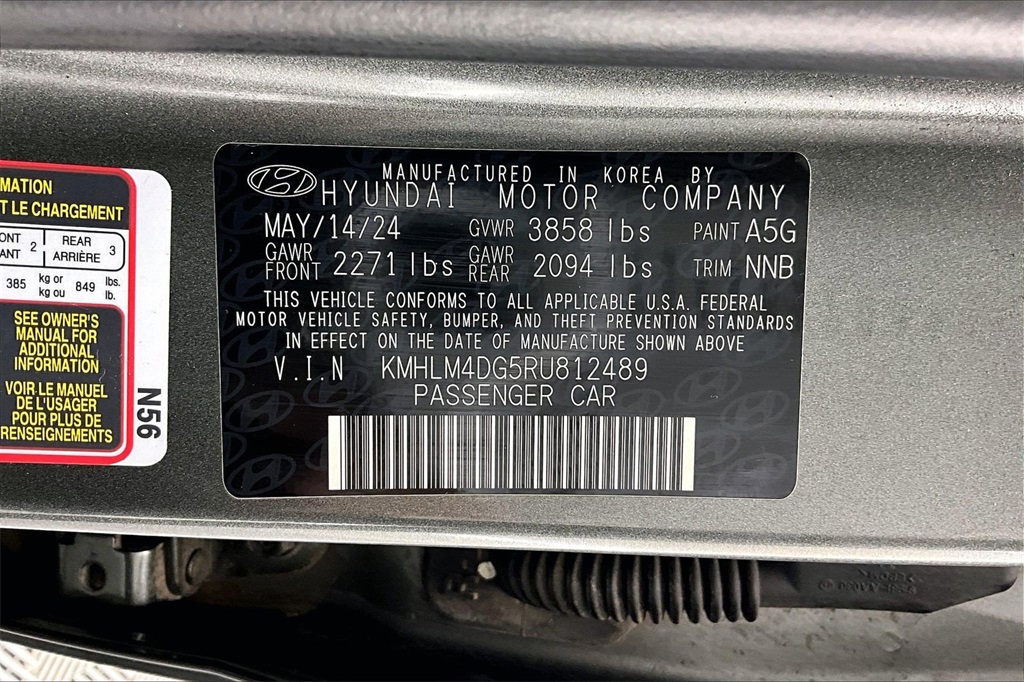 MANUFACTURED IN KOREA BY
HYUNDAI MOTOR COMPANY
MAY/14/24 GVWR 3858 lbs PAINT A5G
GAWR FRONT 2271 lbs GAWR REAR 2094 lbs TRIM NNB
THIS VEHICLE CONFORMS TO ALL APPLICABLE U.S.A. FEDERAL
MOTOR VEHICLE SAFETY, BUMPER, AND THEFT PREVENTION STANDARDS
IN EFFECT ON THE DATE OF MANUFACTURE SHOWN ABOVE
V.I.N KMHLM4DG5RU812489
PASSENGER CAR
T LE CHARGEMENT
2 REAR 3
ARRIÈRE
385 kg or 849 lbs.
kg ou lb.
SEE OWNER'S
MANUAL FOR
ADDITIONAL
INFORMATION
VOIR LE MANUEL
DE L'USAGER
POUR PLUS DE
RENSEIGNEMENTS
N56